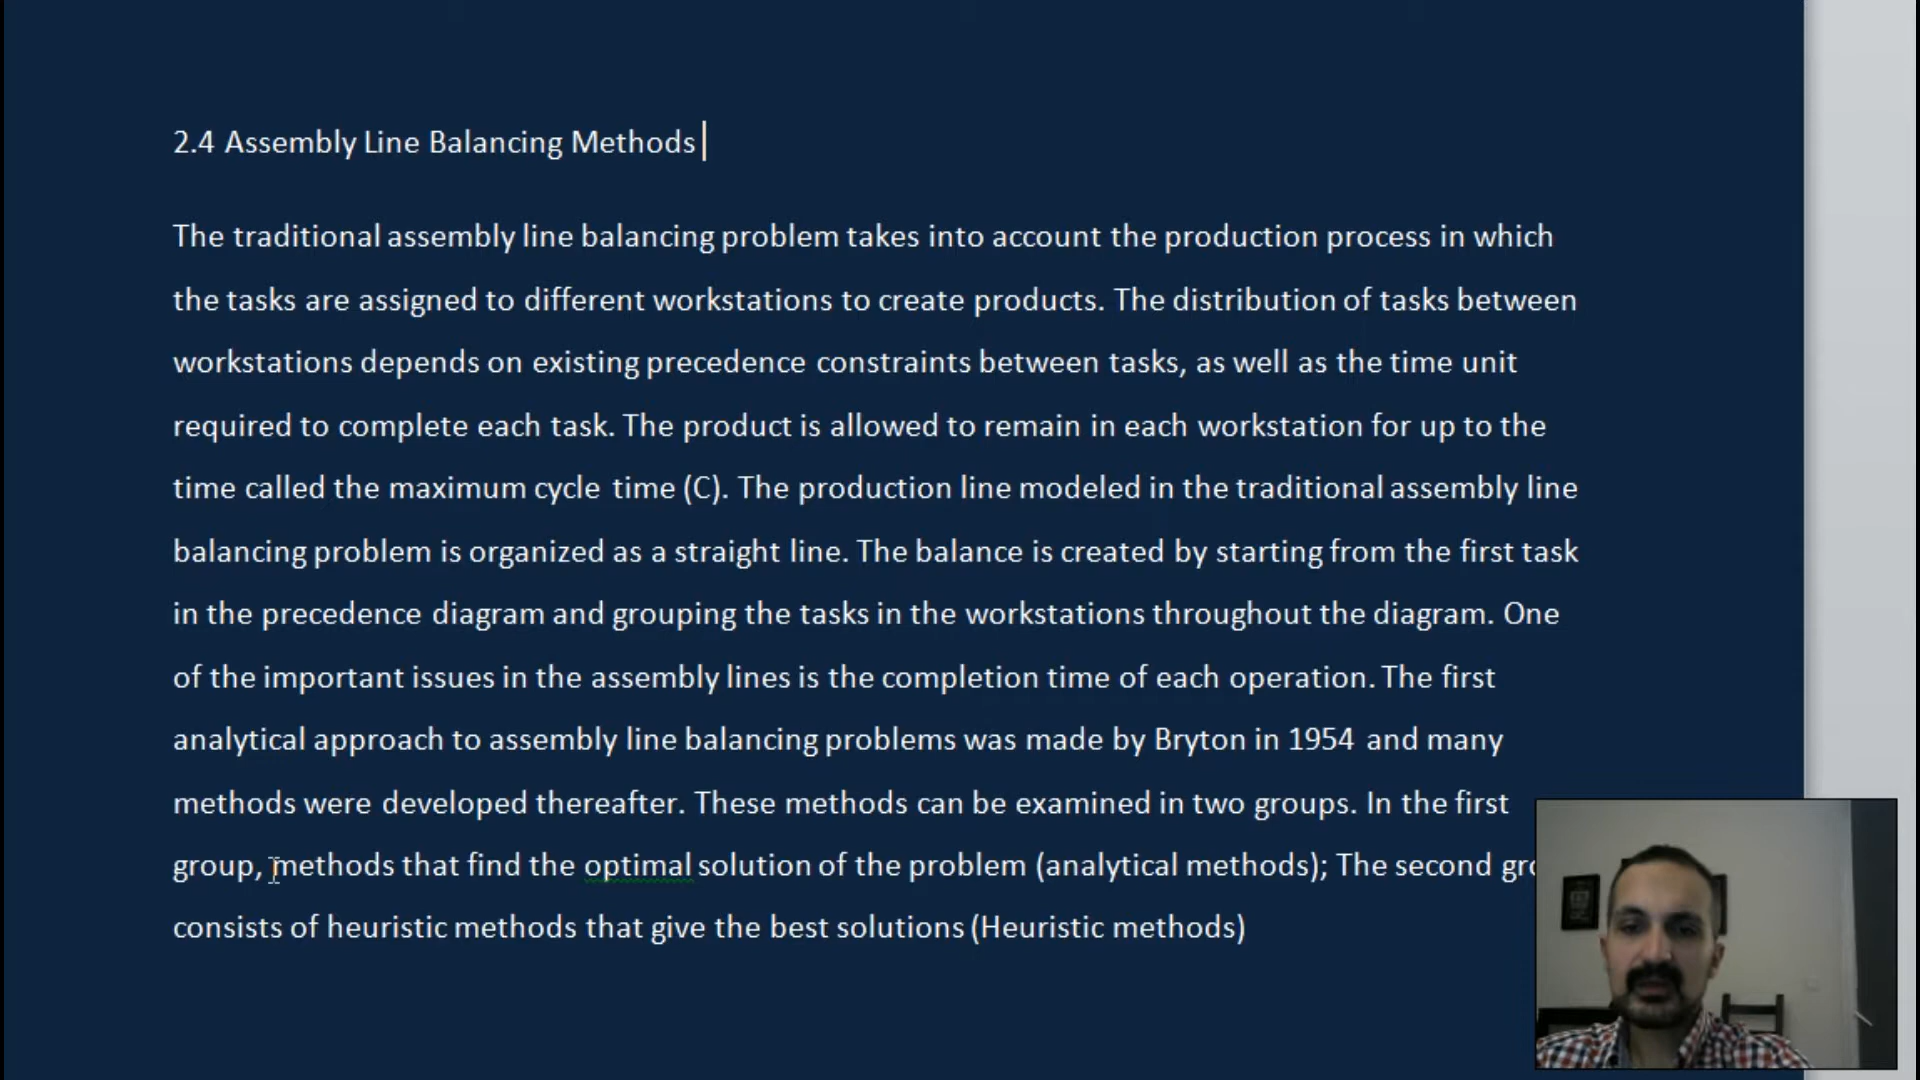 2.4 Assembly Line Balancing Methods
The traditional assembly line balancing problem takes into account the production process in which
the tasks are assigned to different workstations to create products. The distribution of tasks between
workstations depends on existing precedence constraints between tasks, as well as the time unit
required to complete each task. The product is allowed to remain in each workstation for up to the
time called the maximum cycle time (C). The production line modeled in the traditional assembly line
balancing problem is organized as a straight line. The balance is created by starting from the first task
in the precedence diagram and grouping the tasks in the workstations throughout the diagram. One
of the important issues in the assembly lines is the completion time of each operation. The first
analytical approach to assembly line balancing problems was made by Bryton in 1954 and many
methods were developed thereafter. These methods can be examined in two groups. In the first
group, methods that find the optimal solution of the problem (analytical methods); The second
consists of heuristic methods that give the best solutions (Heuristic methods)